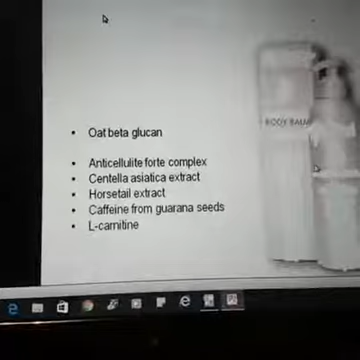 Oat beta glucan
Anticellulite forte complex
Centella asiatica extract
Horsetail extract
Caffeine from guarana seeds
L-carnitine
BODY BALM